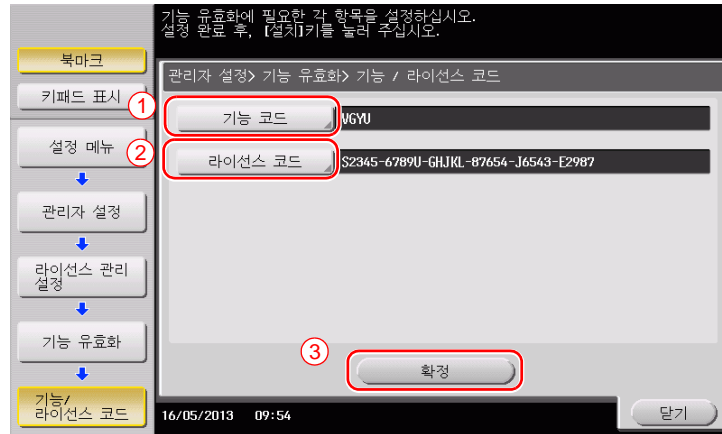 기능 유효화에 필요한 각 항목을 설정하십시오.
설정 완료 후, [설치]키를 눌러 주십시오.
북마크
키패드 표시
설정 메뉴
관리자 설정
라이선스 관리
설정
기능 유효화
기능/
라이선스 코드
관리자 설정> 기능 유효화> 기능 / 라이선스 코드
1
기능 코드
VGYU
2
라이선스 코드
S2345-6789U-GHJKL-87654-J6543-E2987
3
확정
16/05/2013 09:54
닫기